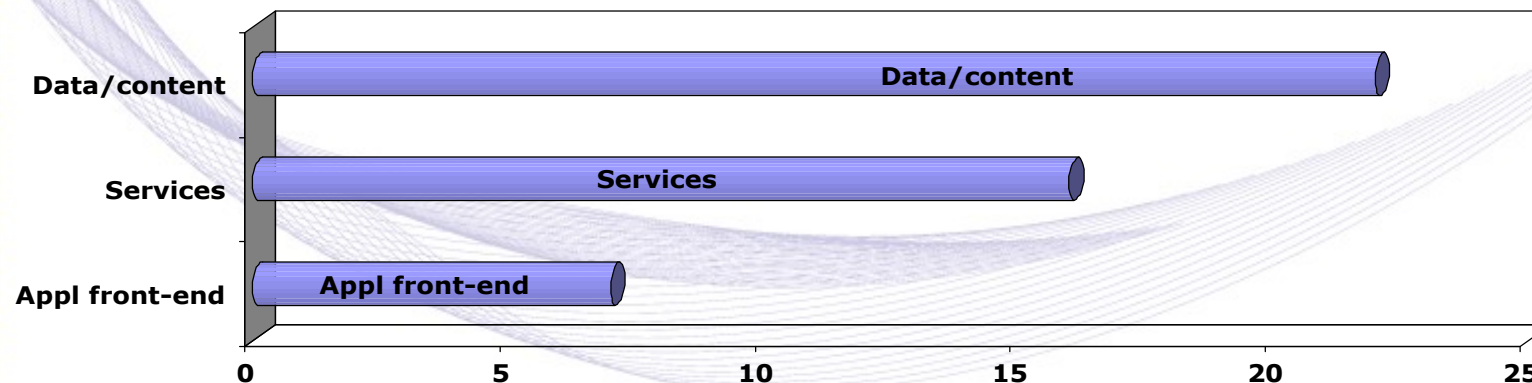 Data/content
Data/content
Services
Services
Appl front-end
Appl front-end
0 5 10 15 20 25